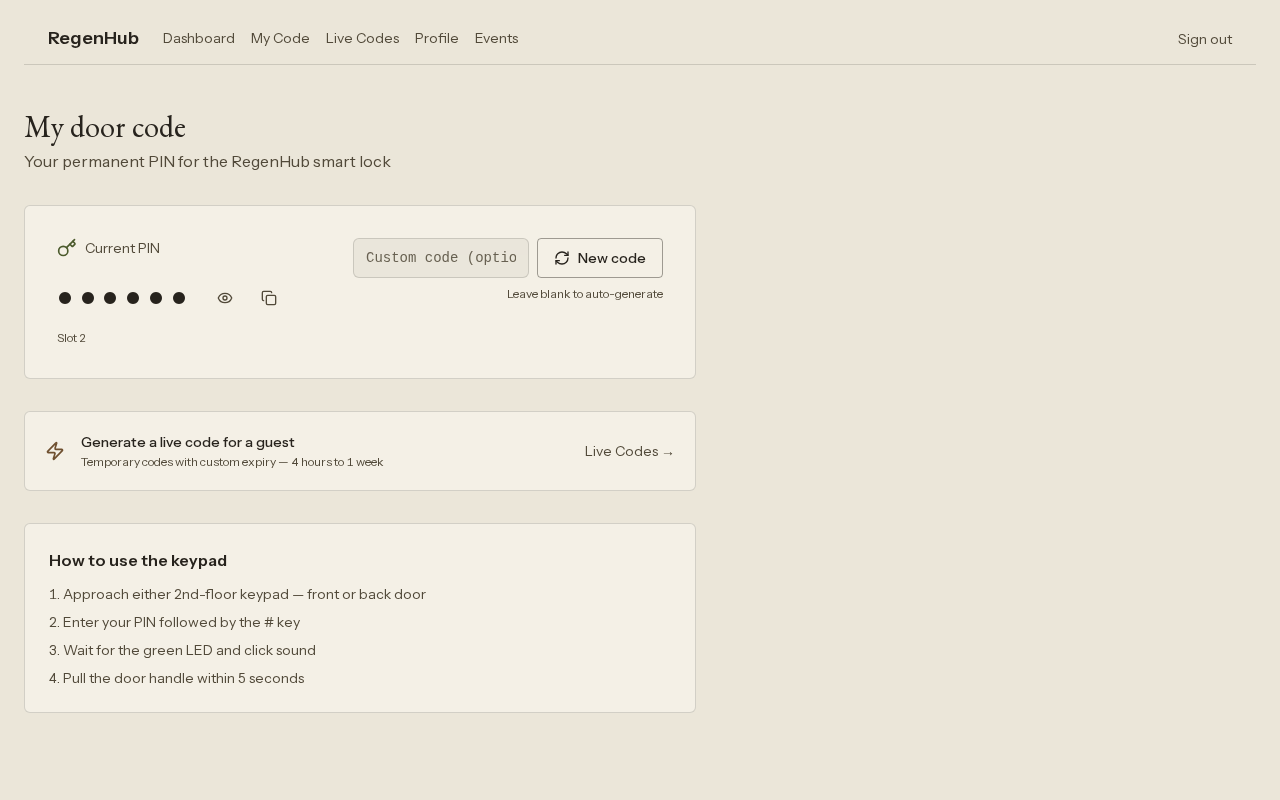 RegenHub Dashboard My Code Live Codes Profile Events Sign out
My door code
Your permanent PIN for the RegenHub smart lock
Current PIN
Custom code (optio
New code
Leave blank to auto-generate
Slot 2
Generate a live code for a guest
Temporary codes with custom expiry — 4 hours to 1 week
Live Codes →
How to use the keypad
1. Approach either 2nd-floor keypad — front or back door
2. Enter your PIN followed by the # key
3. Wait for the green LED and click sound
4. Pull the door handle within 5 seconds